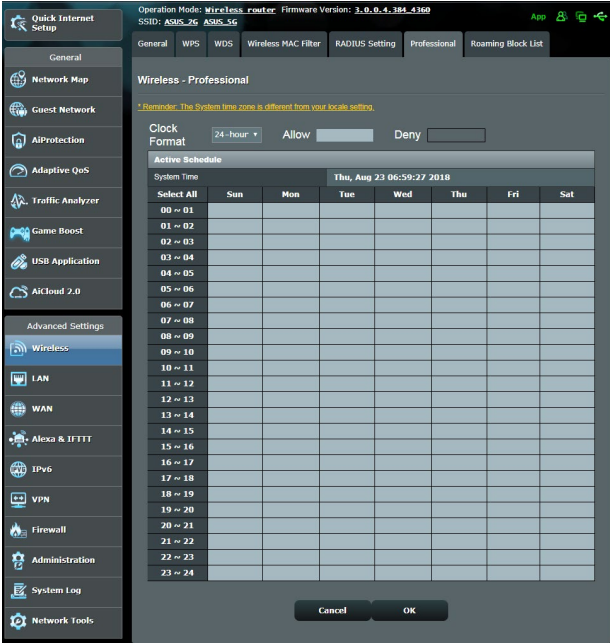 Quick Internet Setup
Operation Mode: Wireless router Firmware Version: 3.0.0.4.384_4360
App
SSID: ASUS_2G ASUS_5G
General WPS WDS Wireless MAC Filter RADIUS Setting Professional Roaming Block List
General
Network Map
Guest Network
AiProtection
Adaptive QoS
Traffic Analyzer
Game Boost
USB Application
AiCloud 2.0
Advanced Settings
Wireless
LAN
WAN
Alexa & IFTTT
IPv6
VPN
Firewall
Administration
System Log
Network Tools
Wireless - Professional
* Reminder: The System time zone is different from your locale setting.
Clock Format 24-hour Allow Deny
Active Schedule
System Time Thu, Aug 23 06:59:27 2018
Select All Sun Mon Tue Wed Thu Fri Sat
00 ~ 01
01 ~ 02
02 ~ 03
03 ~ 04
04 ~ 05
05 ~ 06
06 ~ 07
07 ~ 08
08 ~ 09
09 ~ 10
10 ~ 11
11 ~ 12
12 ~ 13
13 ~ 14
14 ~ 15
15 ~ 16
16 ~ 17
17 ~ 18
18 ~ 19
19 ~ 20
20 ~ 21
21 ~ 22
22 ~ 23
23 ~ 24
Cancel OK